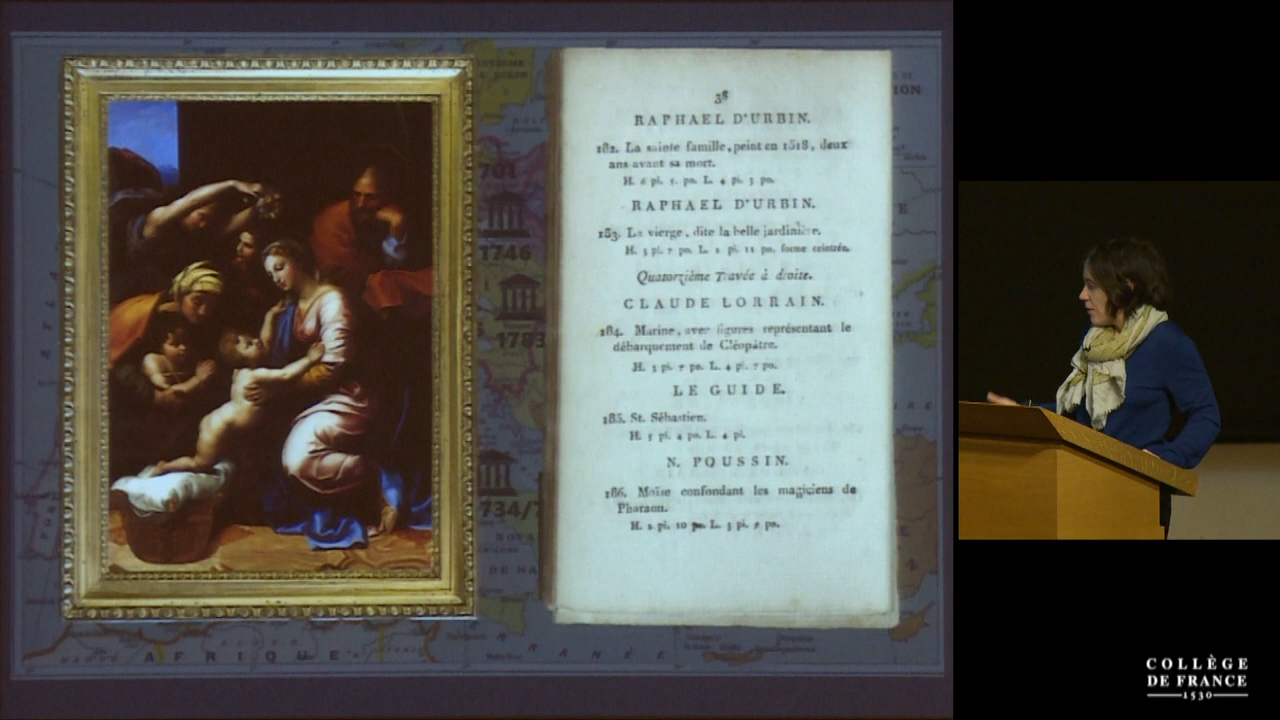 38
RAPHAEL D'URBIN.
182. La sainte famille, peint en 1518, deux
ans avant sa mort.
H. 6 pi. 5. po. L. 4 pi. 3 po.
RAPHAEL D'URBIN.
183. La vierge, dite la belle jardinière.
H. 3 pi. 7 po. L. 2 pi. 11 po. forme ceintrée.
Quatorzième Travée à droite.
CLAUDE LORRAIN.
184. Marine, avec figures représentant le
débarquement de Cléopâtre.
H. 3 pi. 7 po. L. 4 pi. 7 po.
LE GUIDE.
185. St. Sébastien.
H. 5 pi. 4 po. L. 4 pi.
N. POUSSIN.
186. Moïse confondant les magiciens de
Pharaon.
H. 2 pi. 10 po. L. 3 pi. 9 po.
1746
1783
734/
AFRIQUE
COLLÈGE
DE FRANCE
1530